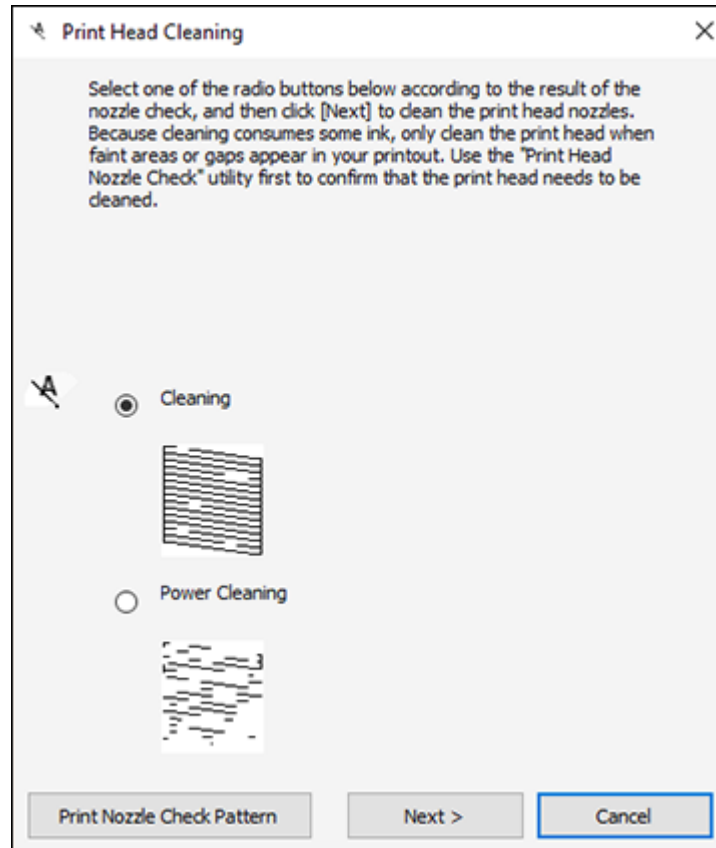 Print Head Cleaning
Select one of the radio buttons below according to the result of the
nozzle check, and then click [Next] to clean the print head nozzles.
Because cleaning consumes some ink, only clean the print head when
faint areas or gaps appear in your printout. Use the "Print Head
Nozzle Check" utility first to confirm that the print head needs to be
cleaned.
Cleaning
Power Cleaning
Print Nozzle Check Pattern
Next >
Cancel